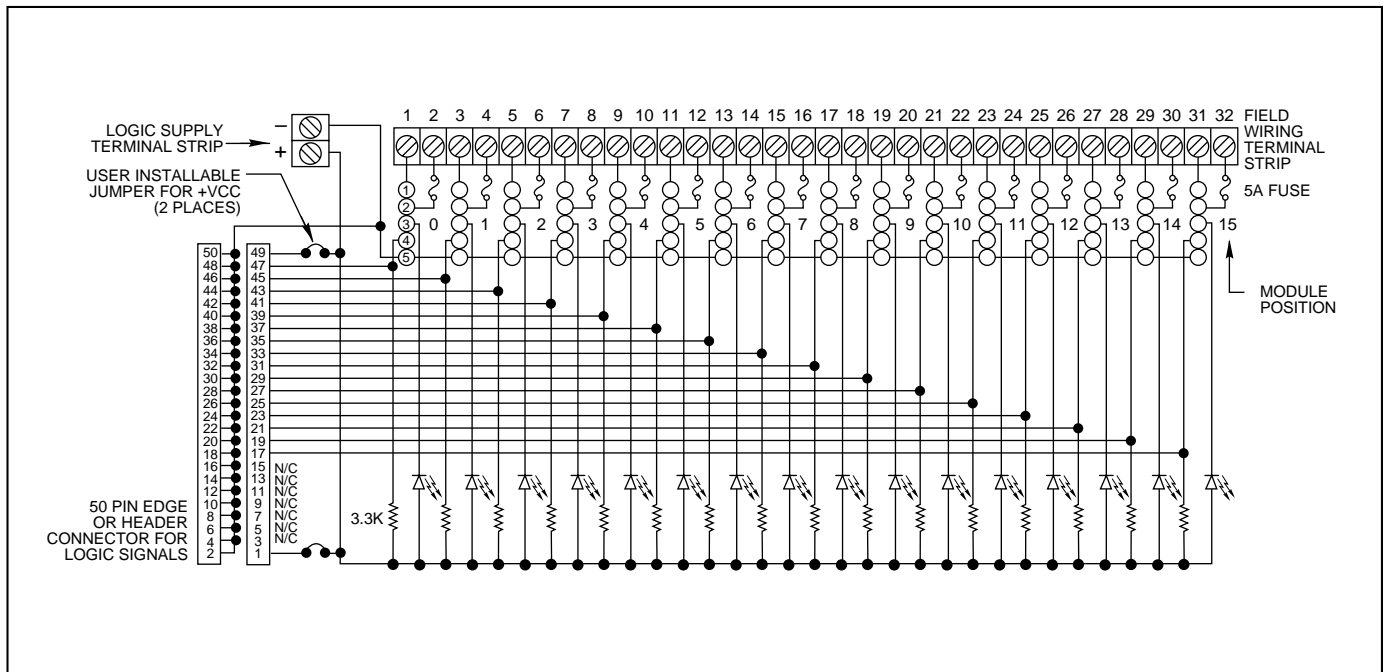 1 2 3 4 5 6 7 8 9 10 11 12 13 14 15 16 17 18 19 20 21 22 23 24 25 26 27 28 29 30 31 32
FIELD
WIRING
TERMINAL
STRIP
LOGIC SUPPLY
TERMINAL STRIP
−
+
USER INSTALLABLE
JUMPER FOR +VCC
(2 PLACES)
5A FUSE
1
2
3
4
5
0 1 2 3 4 5 6 7 8 9 10 11 12 13 14 15
MODULE
POSITION
50 49
48 47
46 45
44 43
42 41
40 39
38 37
36 35
34 33
32 31
30 29
28 27
26 25
24 23
22 21
20 19
18 17
16 15 N/C
14 13 N/C
12 11 N/C
10 9 N/C
8 7 N/C
6 5 N/C
4 3 N/C
2 1
50 PIN EDGE
OR HEADER
CONNECTOR FOR
LOGIC SIGNALS
3.3K